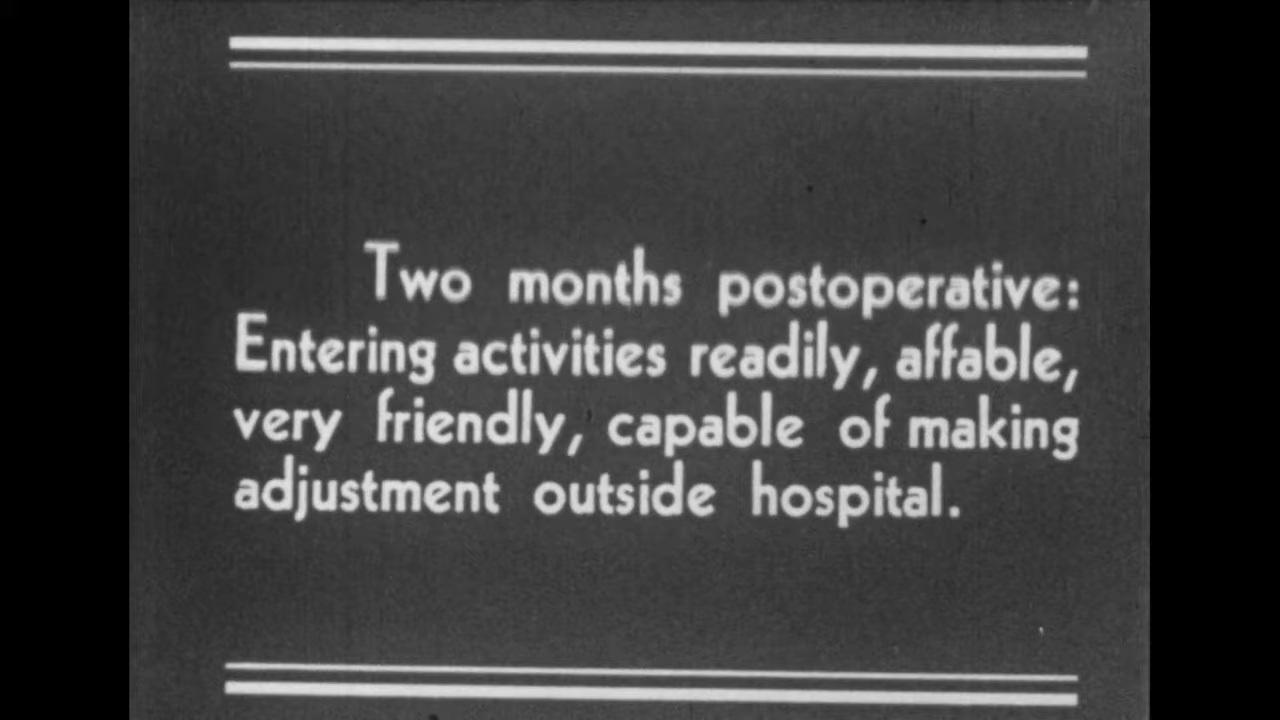 Two months postoperative:
Entering activities readily, affable,
very friendly, capable of making
adjustment outside hospital.